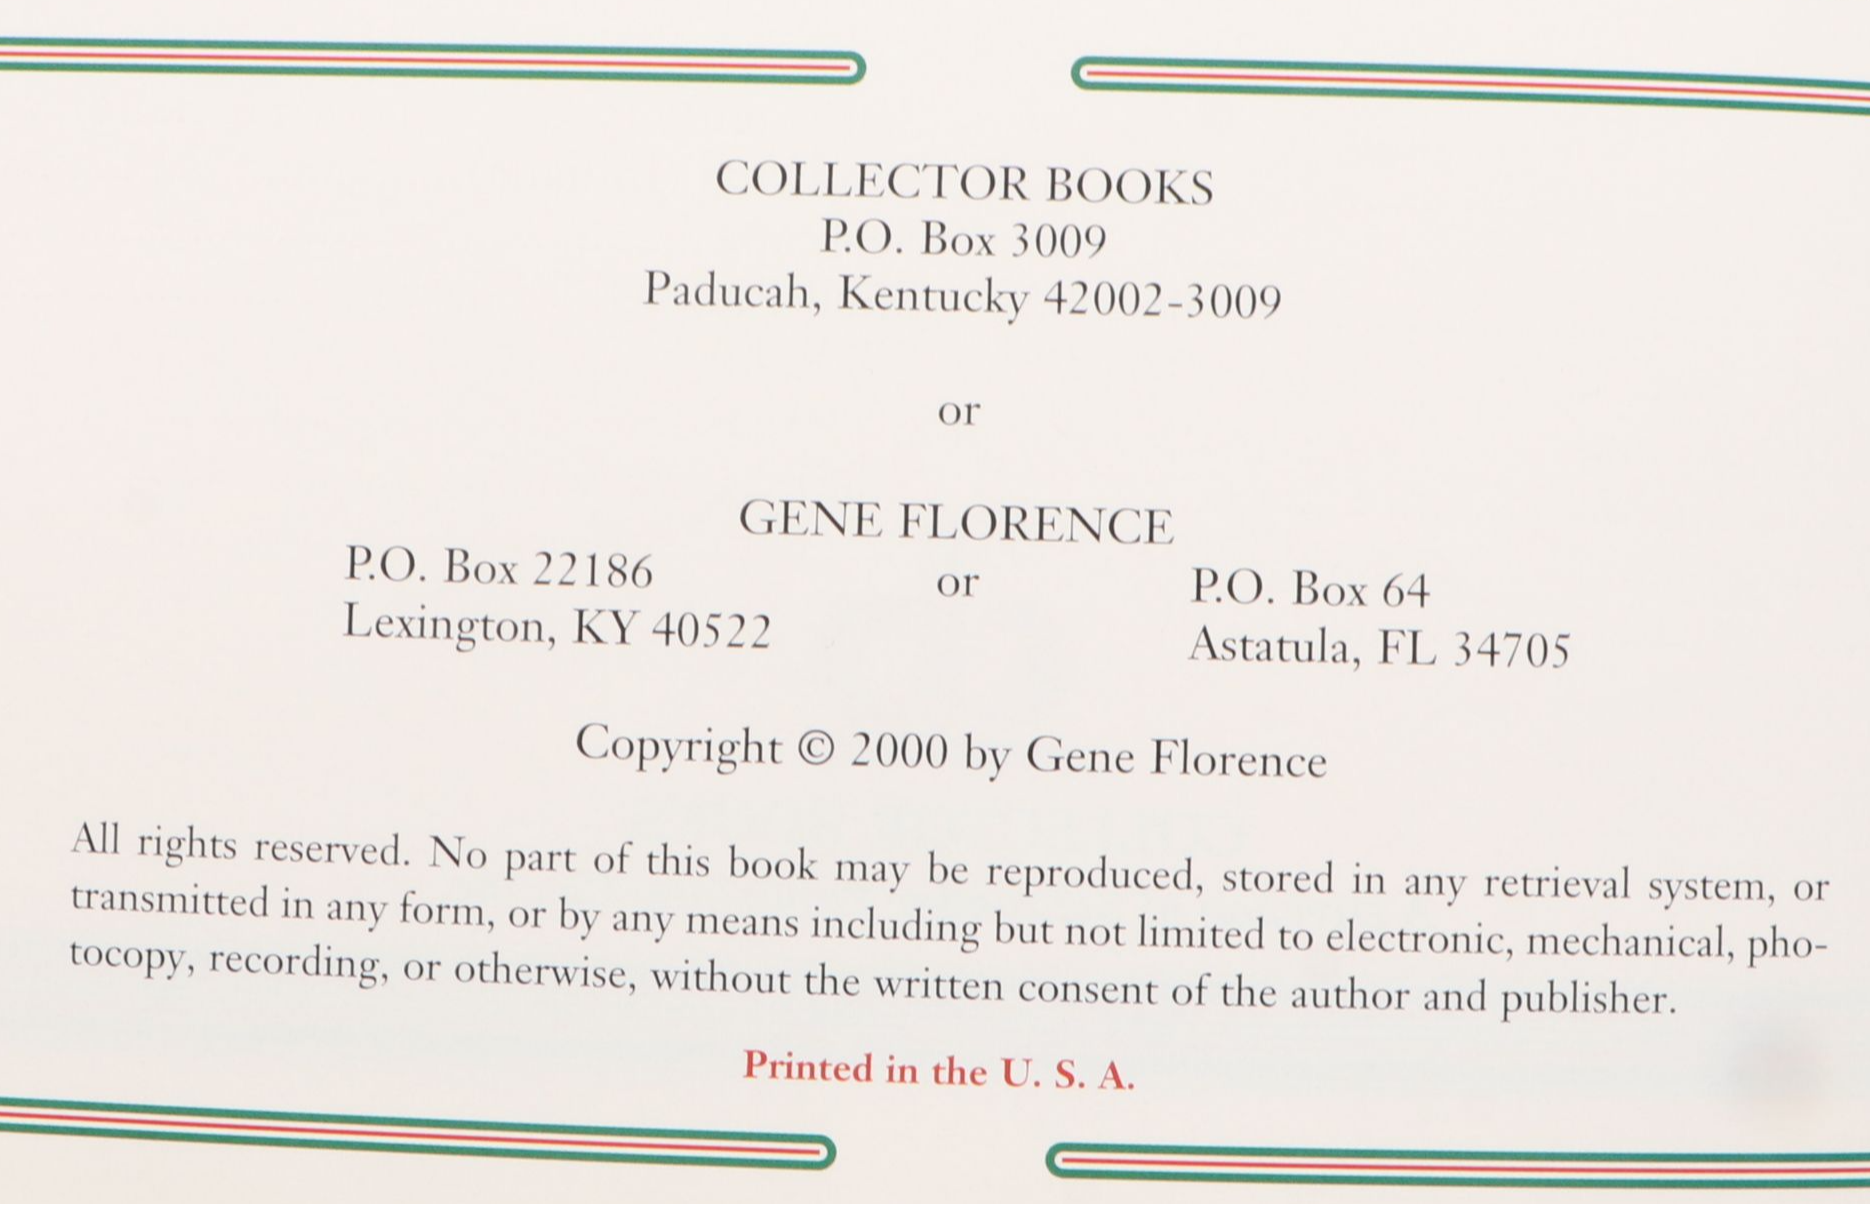 COLLECTOR BOOKS
P.O. Box 3009
Paducah, Kentucky 42002-3009
or
GENE FLORENCE
P.O. Box 22186
Lexington, KY 40522
or
P.O. Box 64
Astatula, FL 34705
Copyright © 2000 by Gene Florence
All rights reserved. No part of this book may be reproduced, stored in any retrieval system, or
transmitted in any form, or by any means including but not limited to electronic, mechanical, pho-
tocopy, recording, or otherwise, without the written consent of the author and publisher.
Printed in the U. S. A.